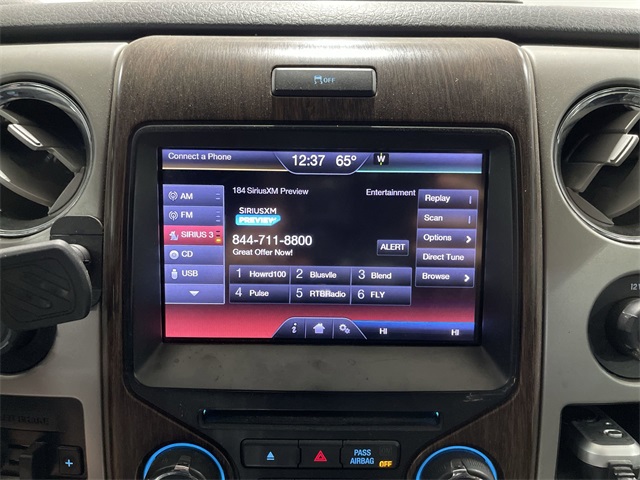 OFF
Connect a Phone
12:37 65° W
184 SiriusXM Preview Entertainment
AM
FM
SIRIUS 3
CD
USB
SIRIUSXM
PREVIEW
844-711-8800
Great Offer Now!
ALERT
Replay
Scan
Options
Direct Tune
Browse
1 Howrd100 2 Blusvlle 3 Blend
4 Pulse 5 RTBRadio 6 FLY
i HI HI
PASS
AIRBAG OFF
+